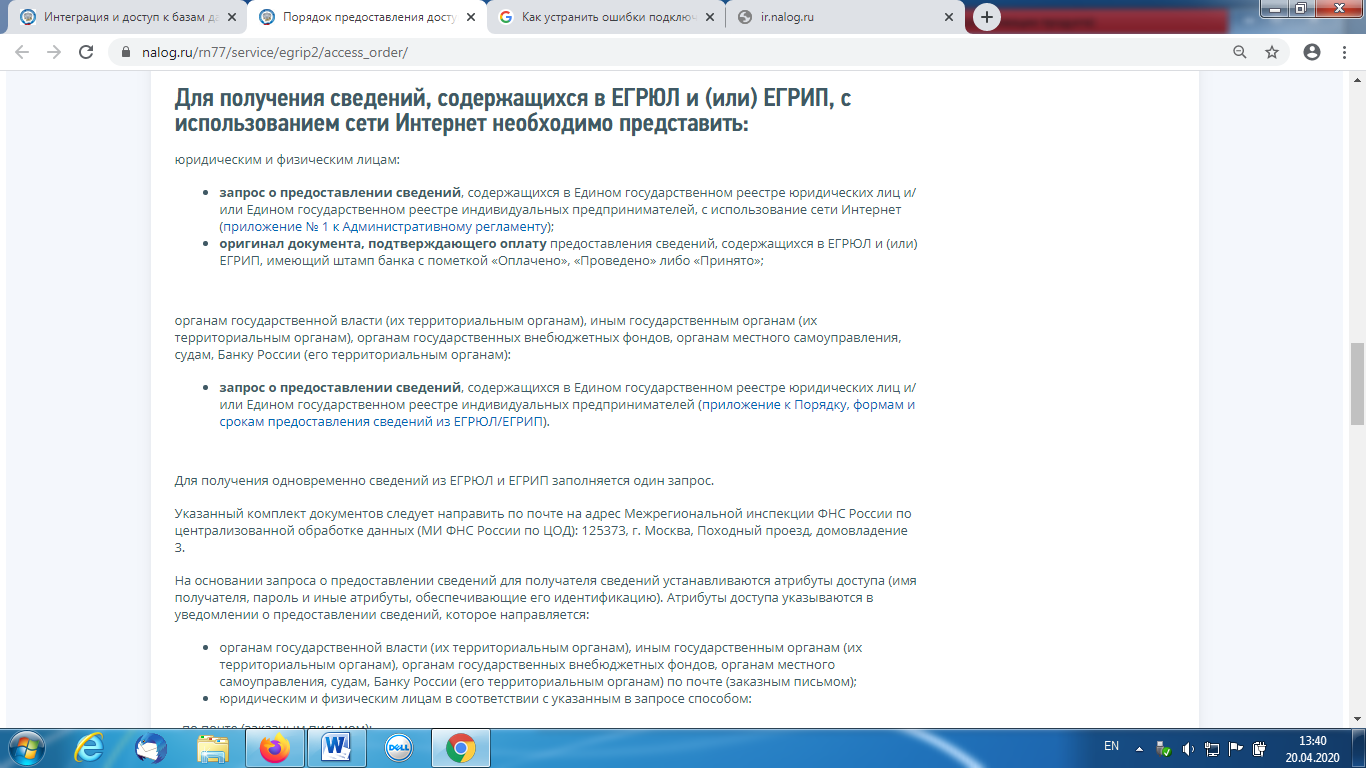 Интеграция и доступ к базам да
Порядок предоставления досту
Как устранить ошибки подключ
ir.nalog.ru
nalog.ru/rn77/service/egrip2/access_order/
Для получения сведений, содержащихся в ЕГРЮЛ и (или) ЕГРИП, с
использованием сети Интернет необходимо представить:
юридическим и физическим лицам:
запрос о предоставлении сведений, содержащихся в Едином государственном реестре юридических лиц и/
или Едином государственном реестре индивидуальных предпринимателей, с использование сети Интернет
(приложение № 1 к Административному регламенту);
оригинал документа, подтверждающего оплату предоставления сведений, содержащихся в ЕГРЮЛ и (или)
ЕГРИП, имеющий штамп банка с пометкой «Оплачено», «Проведено» либо «Принято»;
органам государственной власти (их территориальным органам), иным государственным органам (их
территориальным органам), органам государственных внебюджетных фондов, органам местного самоуправления,
судам, Банку России (его территориальным органам):
запрос о предоставлении сведений, содержащихся в Едином государственном реестре юридических лиц и/
или Едином государственном реестре индивидуальных предпринимателей (приложение к Порядку, формам и
срокам предоставления сведений из ЕГРЮЛ/ЕГРИП).
Для получения одновременно сведений из ЕГРЮЛ и ЕГРИП заполняется один запрос.
Указанный комплект документов следует направить по почте на адрес Межрегиональной инспекции ФНС России по
централизованной обработке данных (МИ ФНС России по ЦОД): 125373, г. Москва, Походный проезд, домовладение
3.
На основании запроса о предоставлении сведений для получателя сведений устанавливаются атрибуты доступа (имя
получателя, пароль и иные атрибуты, обеспечивающие его идентификацию). Атрибуты доступа указываются в
уведомлении о предоставлении сведений, которое направляется:
органам государственной власти (их территориальным органам), иным государственным органам (их
территориальным органам), органам государственных внебюджетных фондов, органам местного
самоуправления, судам, Банку России (его территориальным органам) по почте (заказным письмом);
юридическим и физическим лицам в соответствии с указанным в запросе способом:
- по почте (заказным письмом);
DELL
EN
13:40
20.04.2020